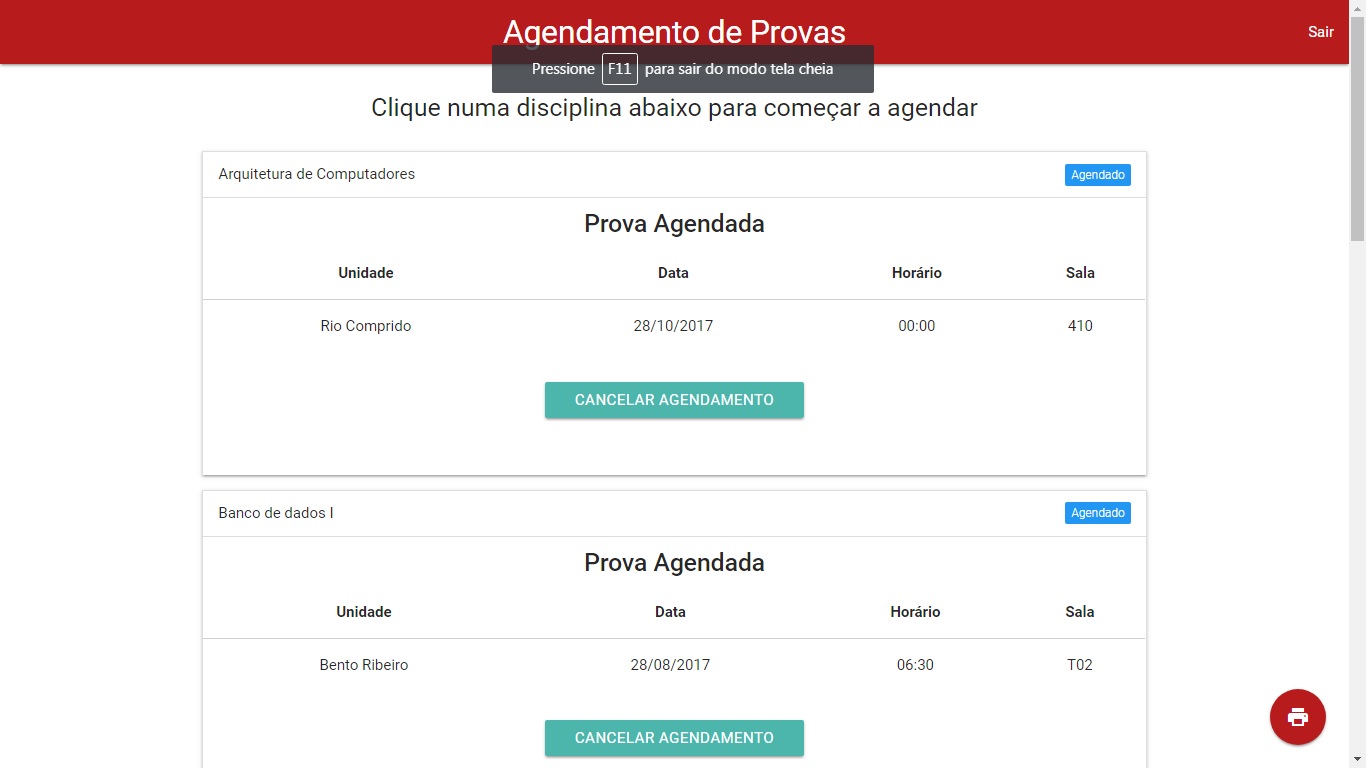 Agendamento de Provas
Sair
Pressione F11 para sair do modo tela cheia
Clique numa disciplina abaixo para começar a agendar
Arquitetura de Computadores Agendado
Prova Agendada
Unidade Data Horário Sala
Rio Comprido 28/10/2017 00:00 410
CANCELAR AGENDAMENTO
Banco de dados I Agendado
Prova Agendada
Unidade Data Horário Sala
Bento Ribeiro 28/08/2017 06:30 T02
CANCELAR AGENDAMENTO